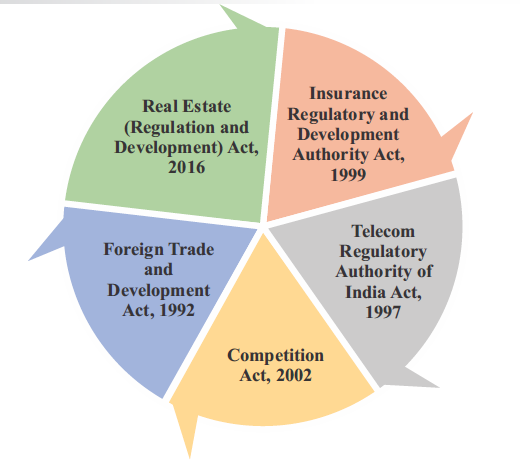 Real Estate
(Regulation and
Development) Act,
2016
Insurance
Regulatory and
Development
Authority Act,
1999
Telecom
Regulatory
Authority of
India Act,
1997
Competition
Act, 2002
Foreign Trade
and
Development
Act, 1992